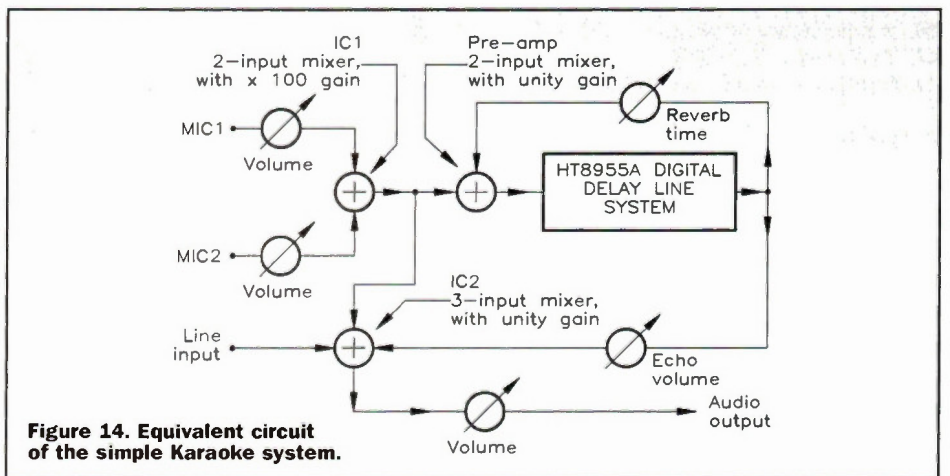 IC1
2-input mixer,
with x 100 gain
Pre-amp
2-input mixer,
with unity gain
MIC1
Volume
Reverb
time
HT8955A DIGITAL
DELAY LINE
SYSTEM
MIC2
Volume
IC2
3-input mixer,
with unity gain
Line
input
Echo
volume
Audio
output
Volume
Figure 14. Equivalent circuit
of the simple Karaoke system.